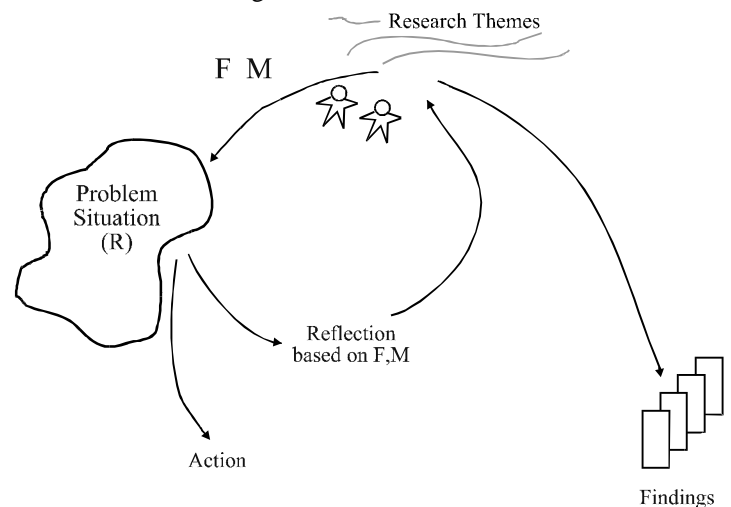 Research Themes
F M
Problem
Situation
(R)
Reflection
based on F,M
Action
Findings